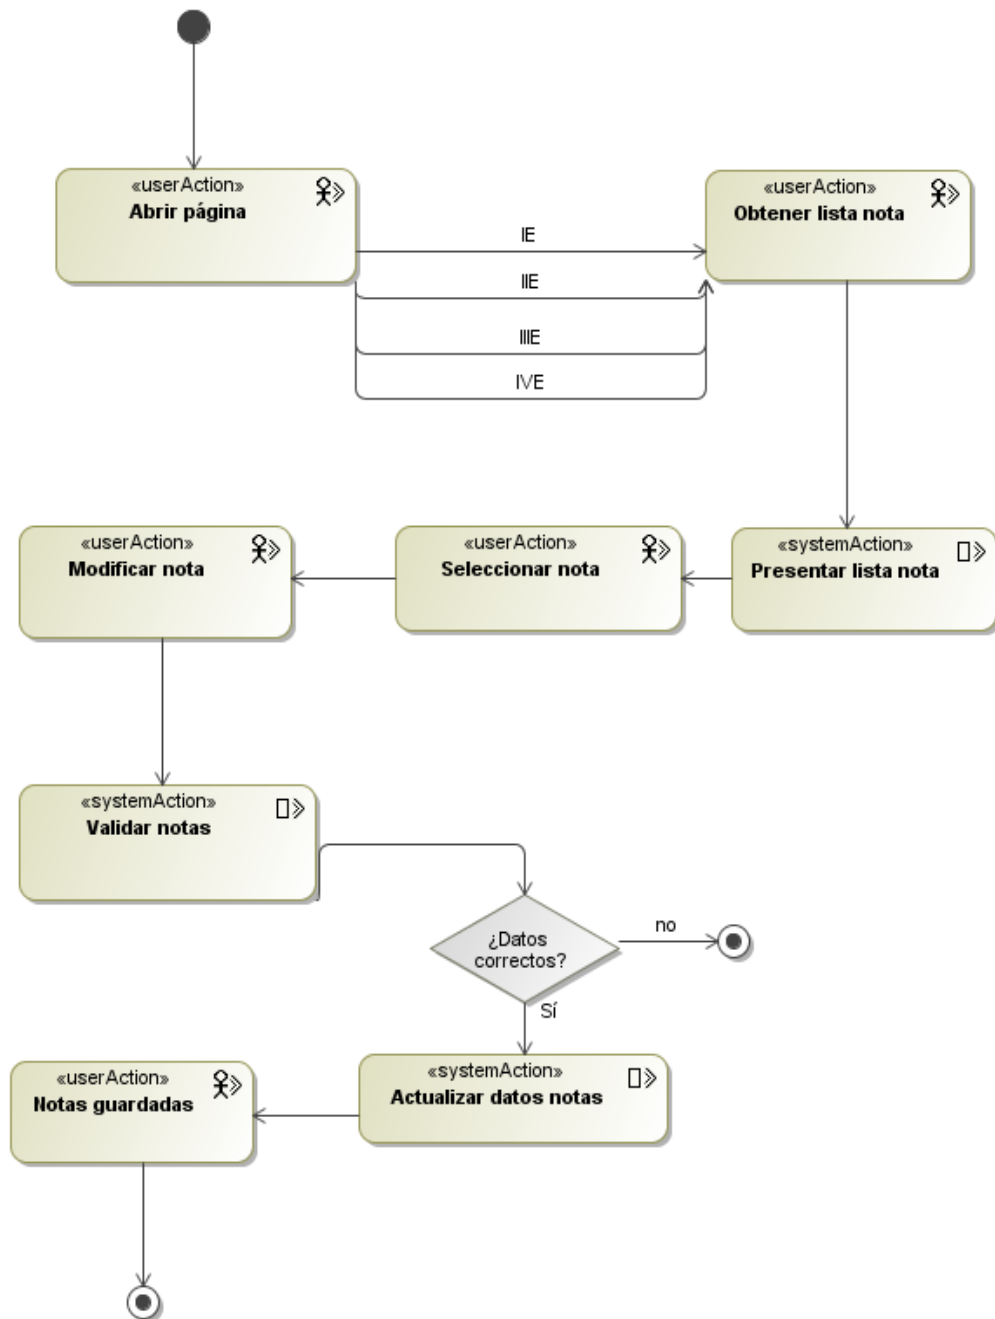 «userAction»
Abrir página
«userAction»
Obtener lista nota
IE
IIE
IIIE
IVE
«userAction»
Modificar nota
«userAction»
Seleccionar nota
«systemAction»
Presentar lista nota
«systemAction»
Validar notas
¿Datos
correctos?
no
Sí
«userAction»
Notas guardadas
«systemAction»
Actualizar datos notas